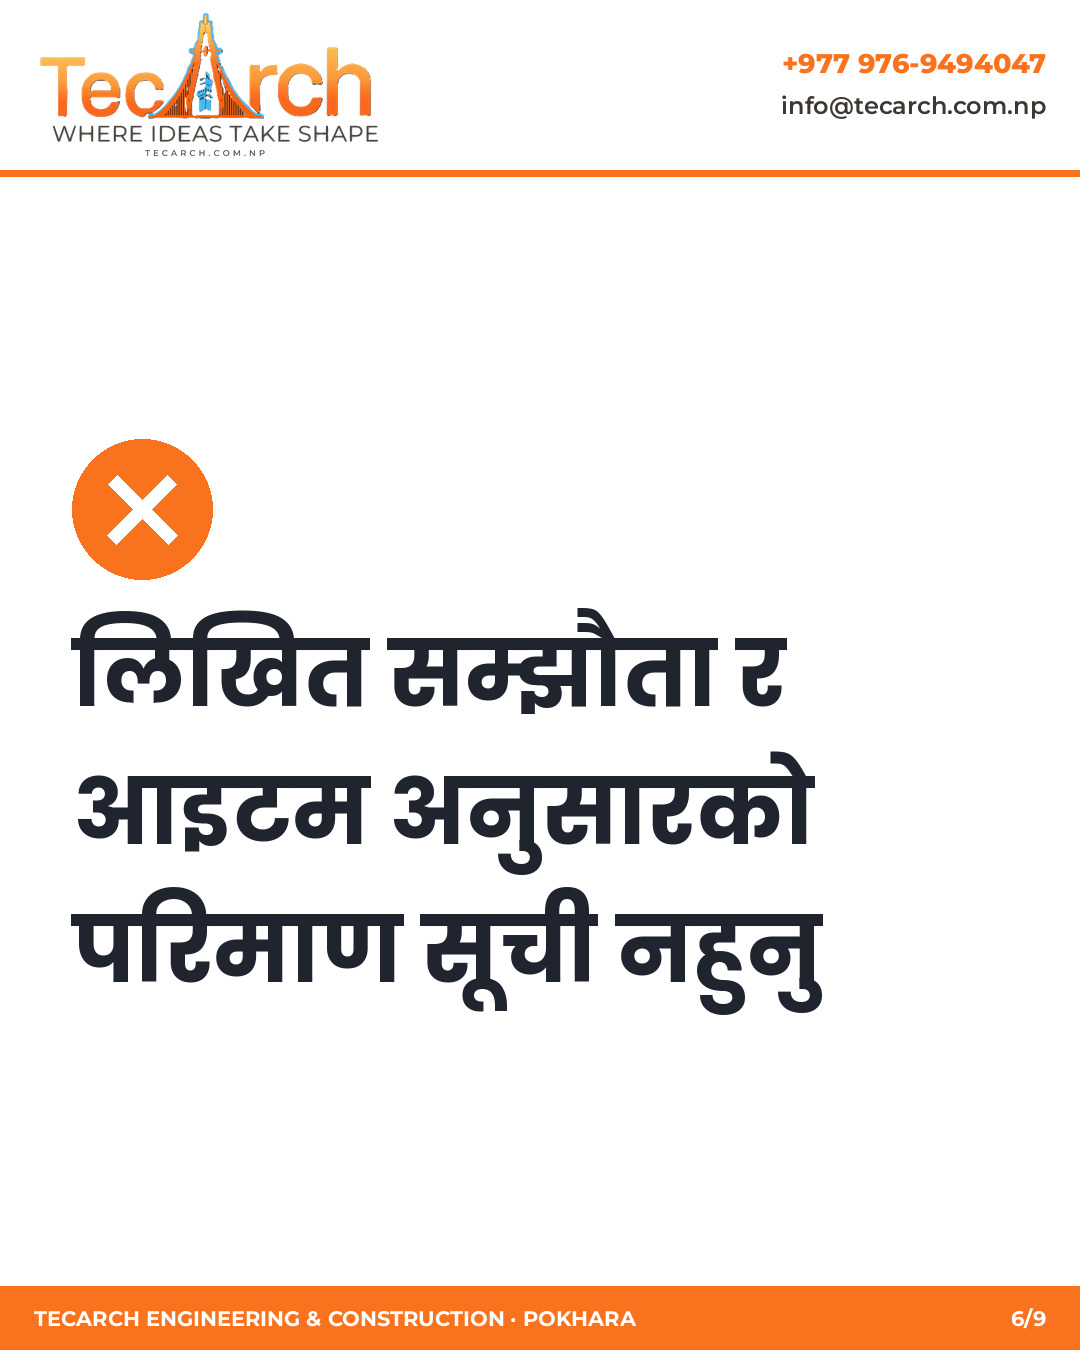 TecArch
WHERE IDEAS TAKE SHAPE
TECARCH.COM.NP
+977 976-9494047
info@tecarch.com.np
लिखित सम्झौता र
आइटम अनुसारको
परिमाण सूची नहुनु
TECARCH ENGINEERING & CONSTRUCTION · POKHARA
6/9